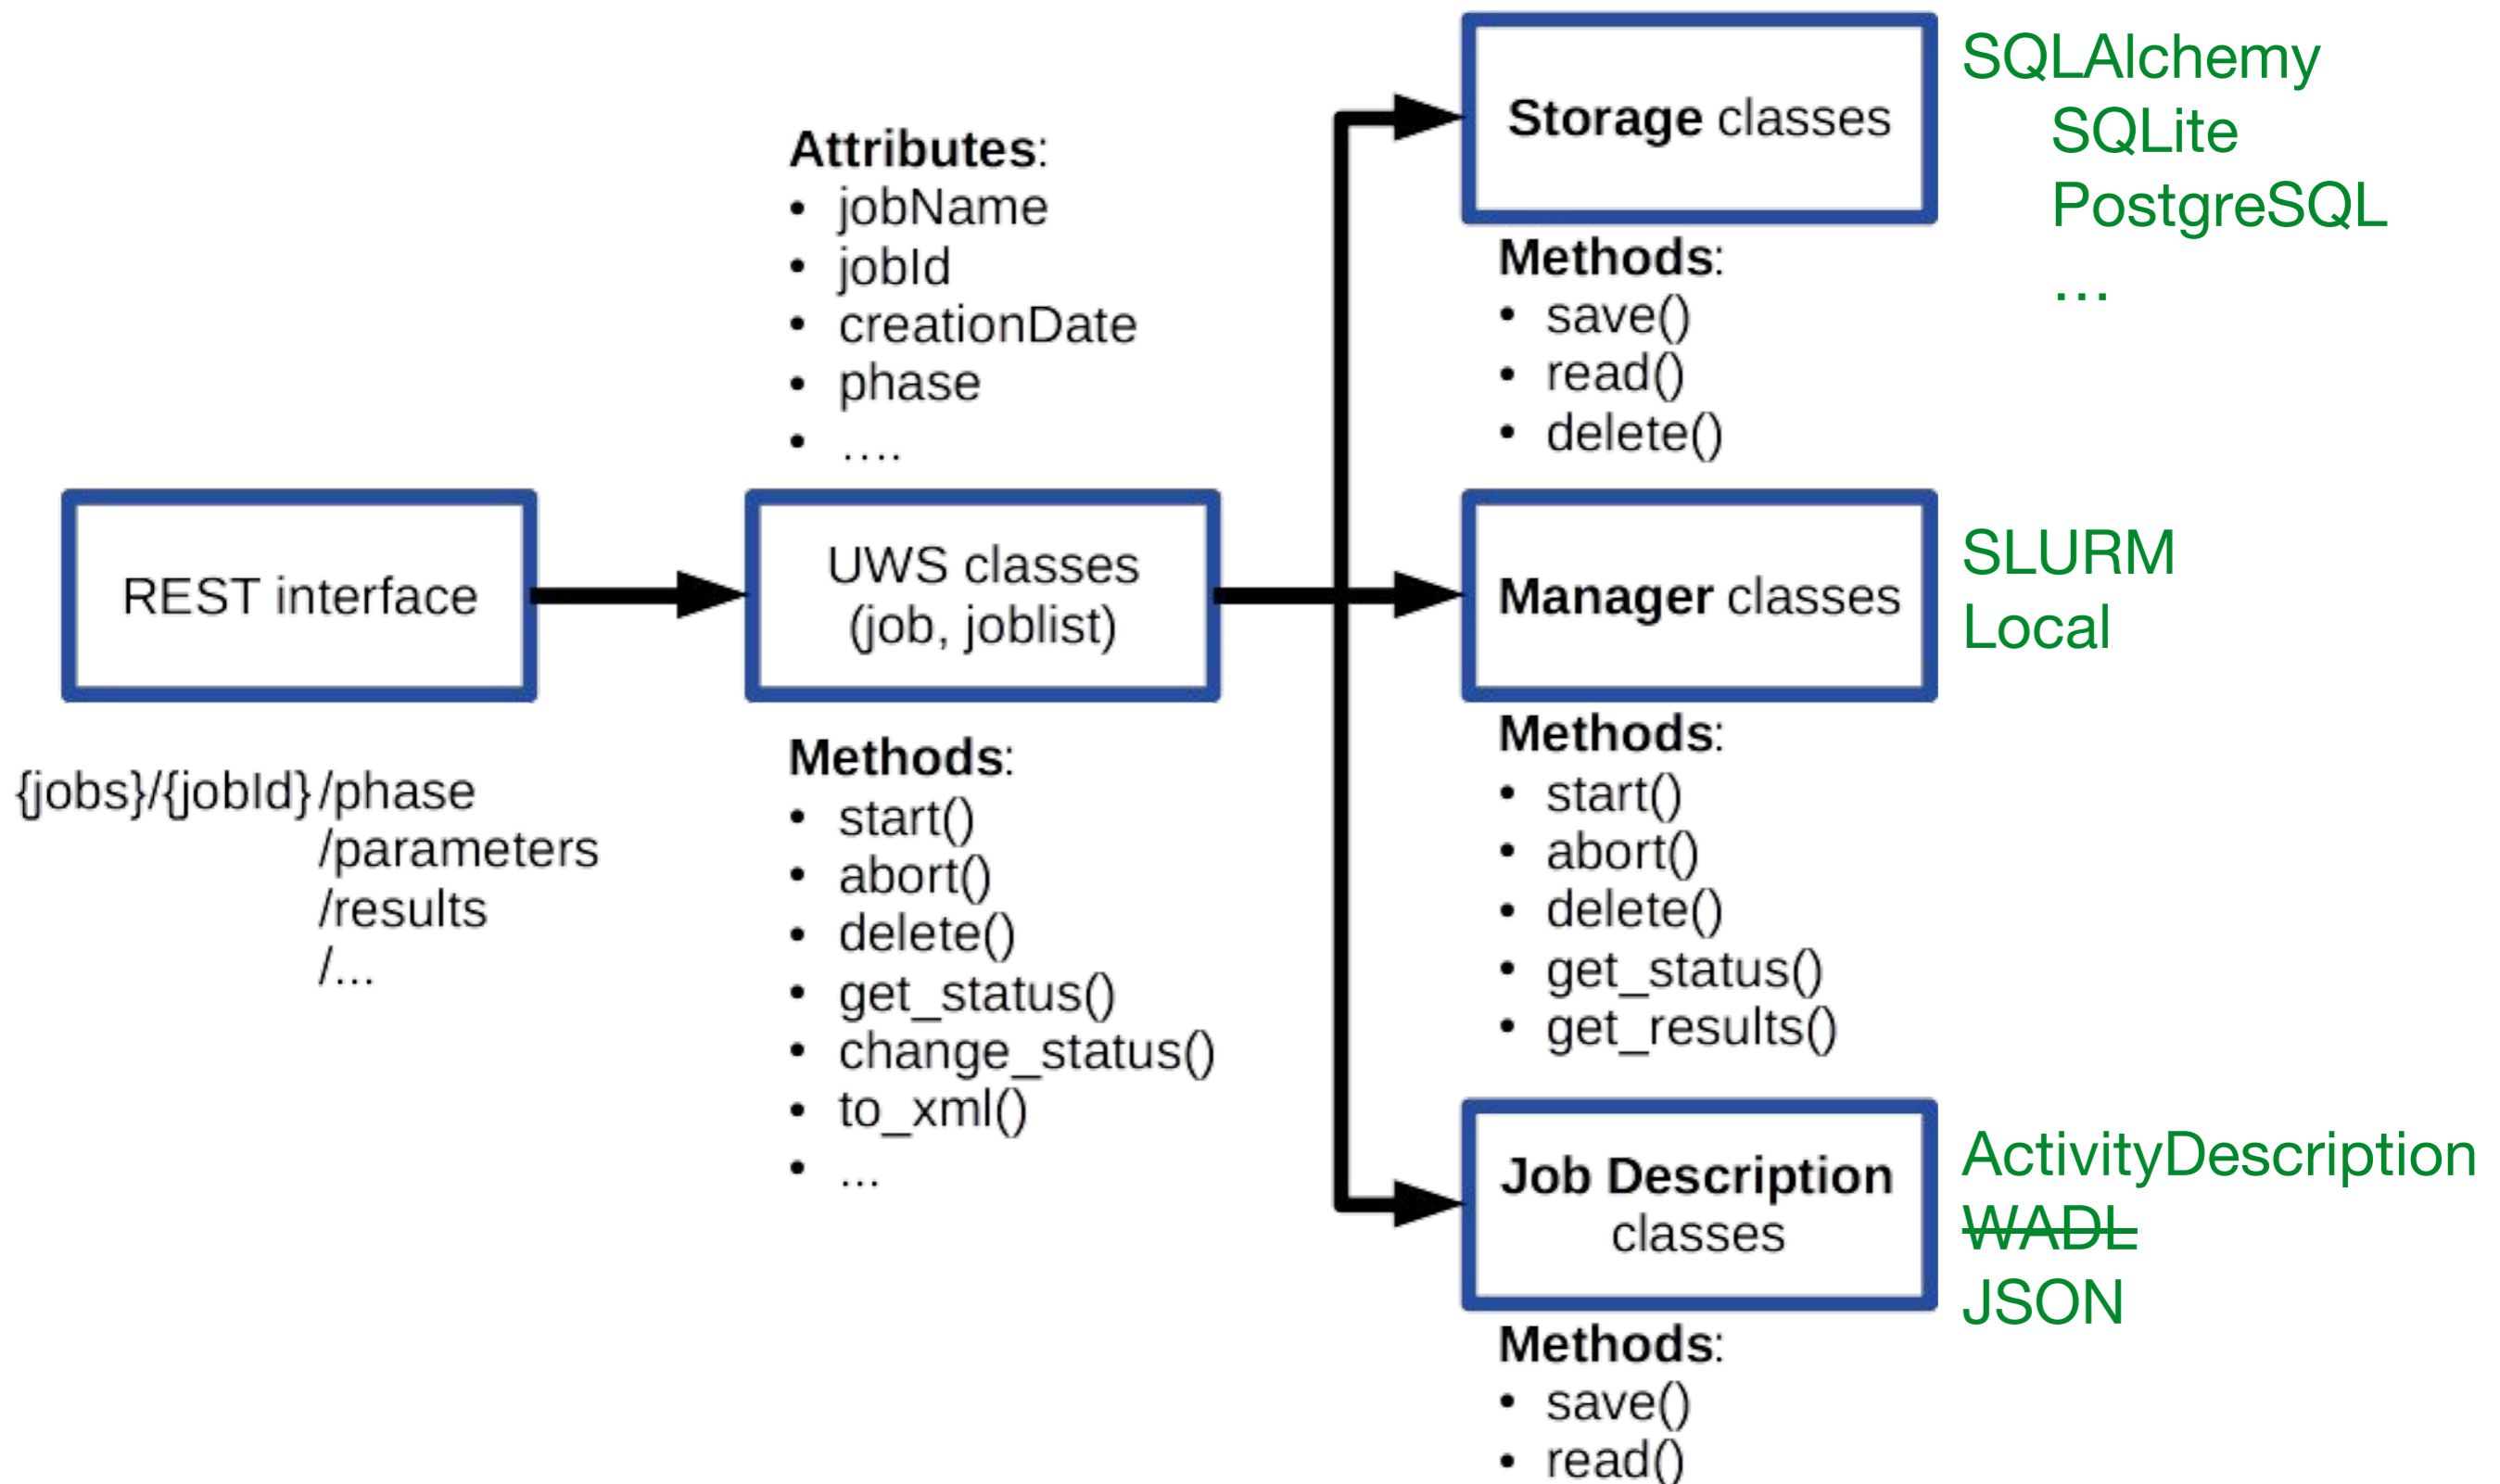 REST interface
{jobs}/{jobId}/phase
/parameters
/results
/...
Attributes:
• jobName
• jobId
• creationDate
• phase
• ....
UWS classes
(job, joblist)
Methods:
• start()
• abort()
• delete()
• get_status()
• change_status()
• to_xml()
• ...
Storage classes
SQLAlchemy
SQLite
PostgreSQL
...
Methods:
• save()
• read()
• delete()
Manager classes
SLURM
Local
Methods:
• start()
• abort()
• delete()
• get_status()
• get_results()
Job Description
classes
ActivityDescription
WADL
JSON
Methods:
• save()
• read()